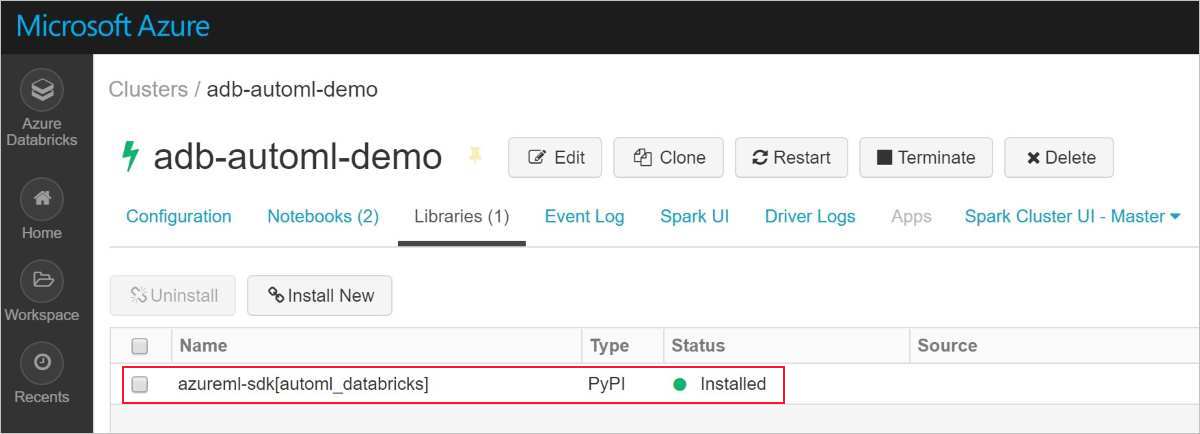 Microsoft Azure
Azure
Databricks
Home
Workspace
Recents
Clusters / adb-automl-demo
adb-automl-demo
Edit
Clone
Restart
Terminate
Delete
Configuration
Notebooks (2)
Libraries (1)
Event Log
Spark UI
Driver Logs
Apps
Spark Cluster UI - Master
Uninstall
Install New
Name Type Status Source
azureml-sdk[automl_databricks] PyPI Installed